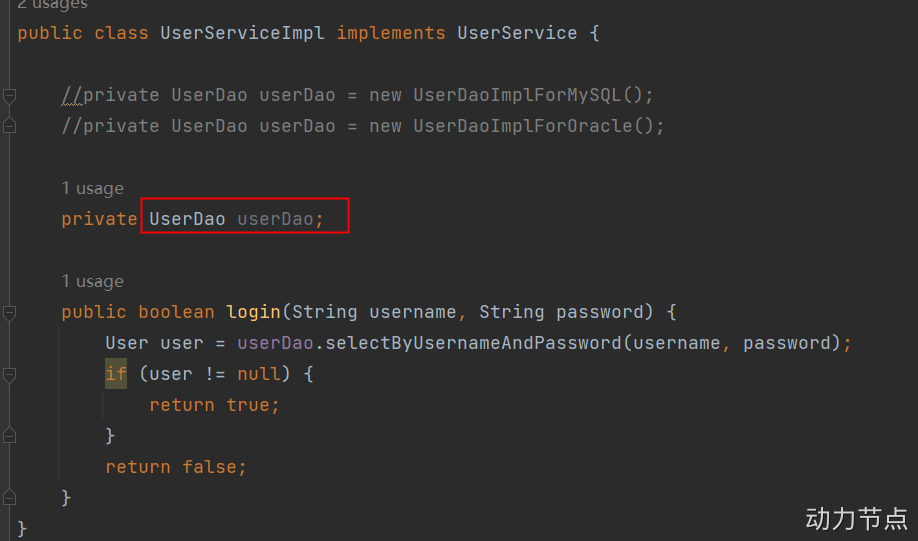 2 usages
public class UserServiceImpl implements UserService {
//private UserDao userDao = new UserDaoImplForMySQL();
//private UserDao userDao = new UserDaoImplForOracle();
1 usage
private UserDao userDao;
1 usage
public boolean login(String username, String password) {
User user = userDao.selectByUsernameAndPassword(username, password);
if (user != null) {
return true;
}
return false;
}
}
动力节点